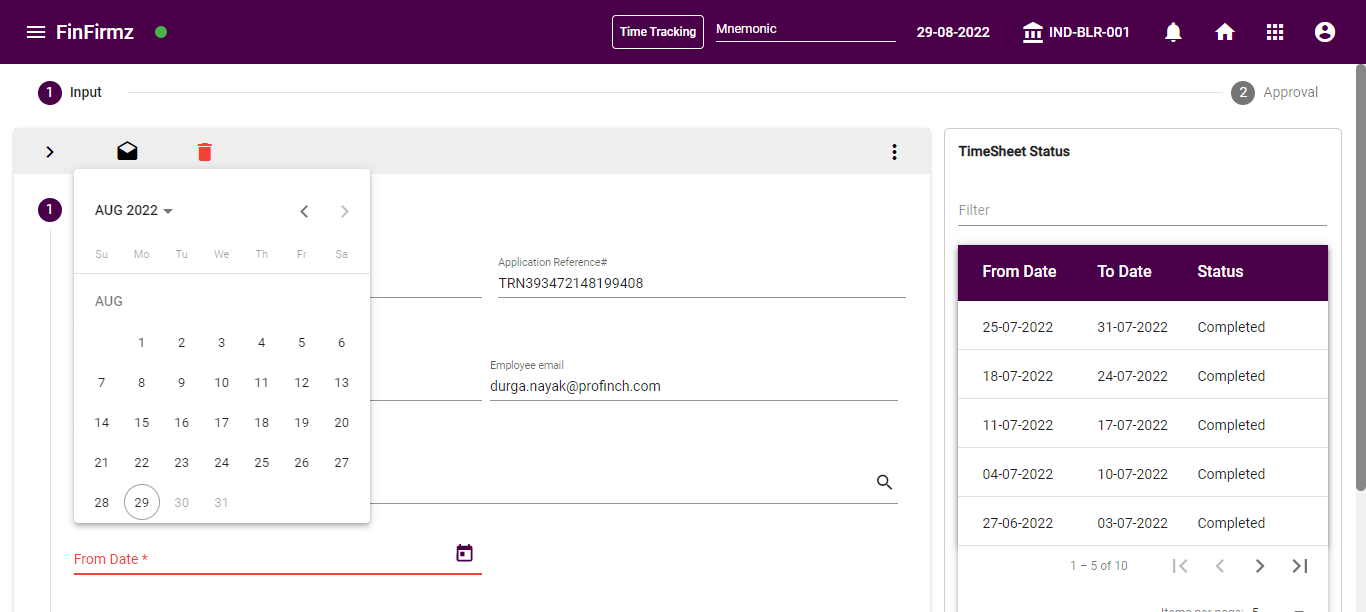 FinFirmz
Time Tracking
Mnemonic
29-08-2022
IND-BLR-001
1 Input
2 Approval
1
AUG 2022
Su Mo Tu We Th Fr Sa
AUG
1 2 3 4 5 6
7 8 9 10 11 12 13
14 15 16 17 18 19 20
21 22 23 24 25 26 27
28 29 30 31
Application Reference#
TRN393472148199408
Employee email
durga.nayak@profinch.com
From Date *
TimeSheet Status
Filter
From Date To Date Status
25-07-2022 31-07-2022 Completed
18-07-2022 24-07-2022 Completed
11-07-2022 17-07-2022 Completed
04-07-2022 10-07-2022 Completed
27-06-2022 03-07-2022 Completed
1 – 5 of 10
Items per page: 5